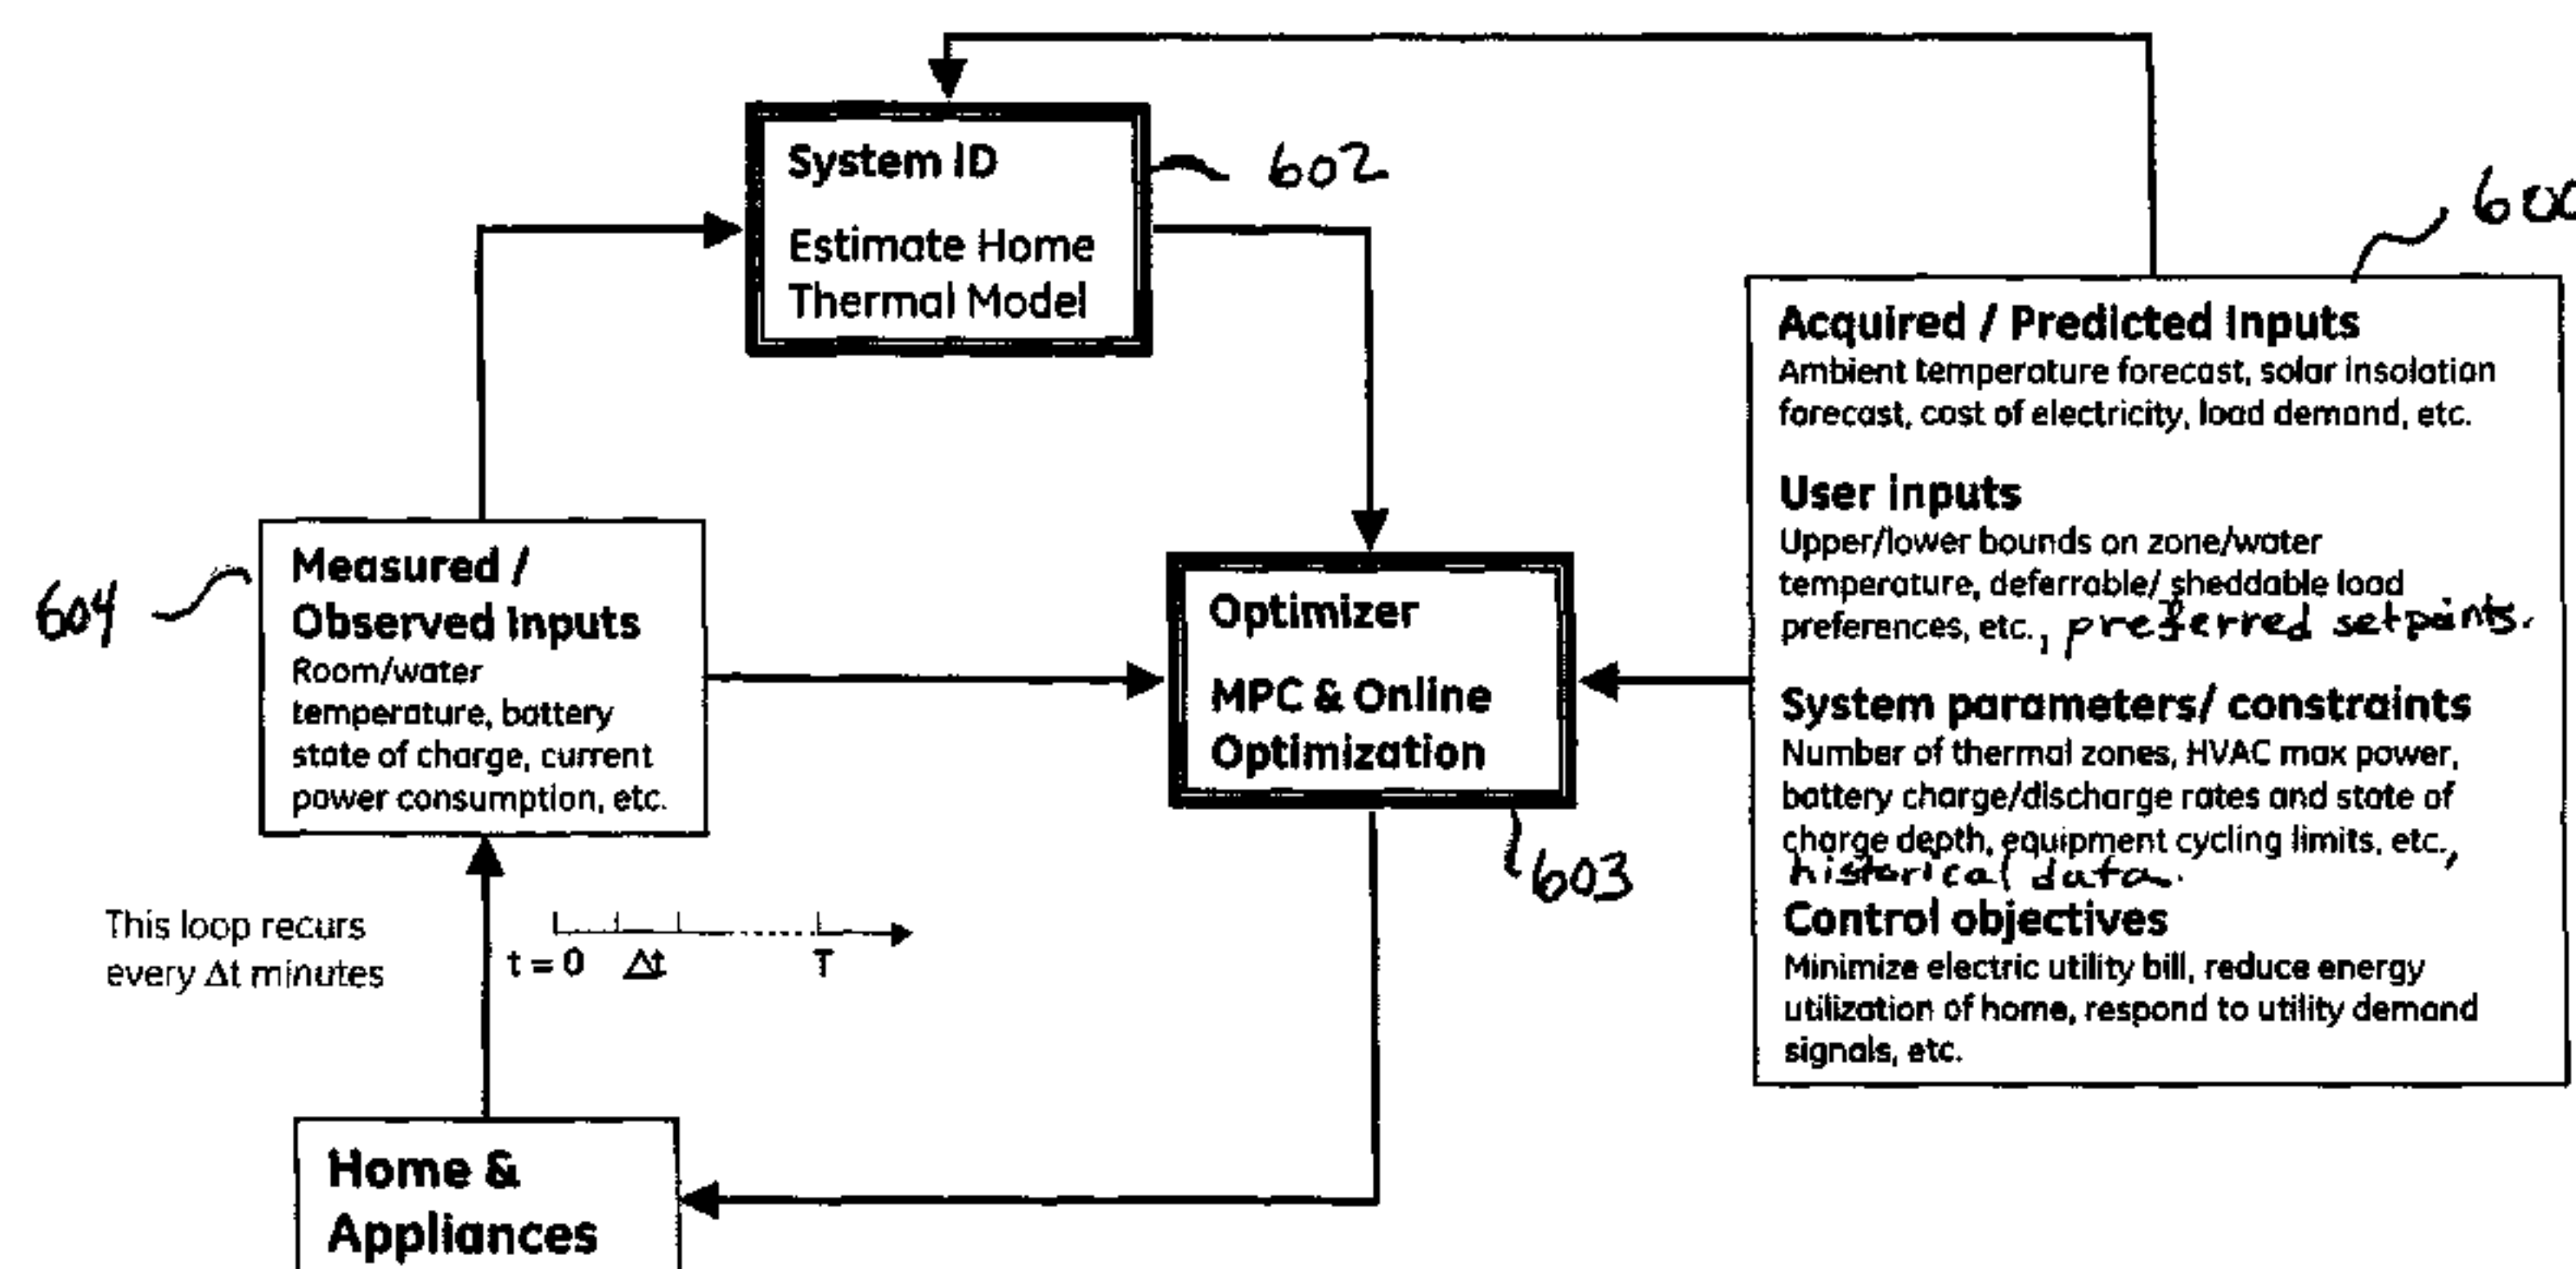 System ID
Estimate Home
Thermal Model
602
Acquired / Predicted Inputs
Ambient temperature forecast, solar insolation
forecast, cost of electricity, load demand, etc.
User inputs
Upper/lower bounds on zone/water
temperature, deferrable/ sheddable load
preferences, etc., preferred setpoints.
System parameters/ constraints
Number of thermal zones, HVAC max power,
battery charge/discharge rates and state of
charge depth, equipment cycling limits, etc.,
historical data.
Control objectives
Minimize electric utility bill, reduce energy
utilization of home, respond to utility demand
signals, etc.
604
Measured /
Observed Inputs
Room/water
temperature, battery
state of charge, current
power consumption, etc.
Optimizer
MPC & Online
Optimization
603
This loop recurs
every Δt minutes
t = 0 Δt T
Home &
Appliances